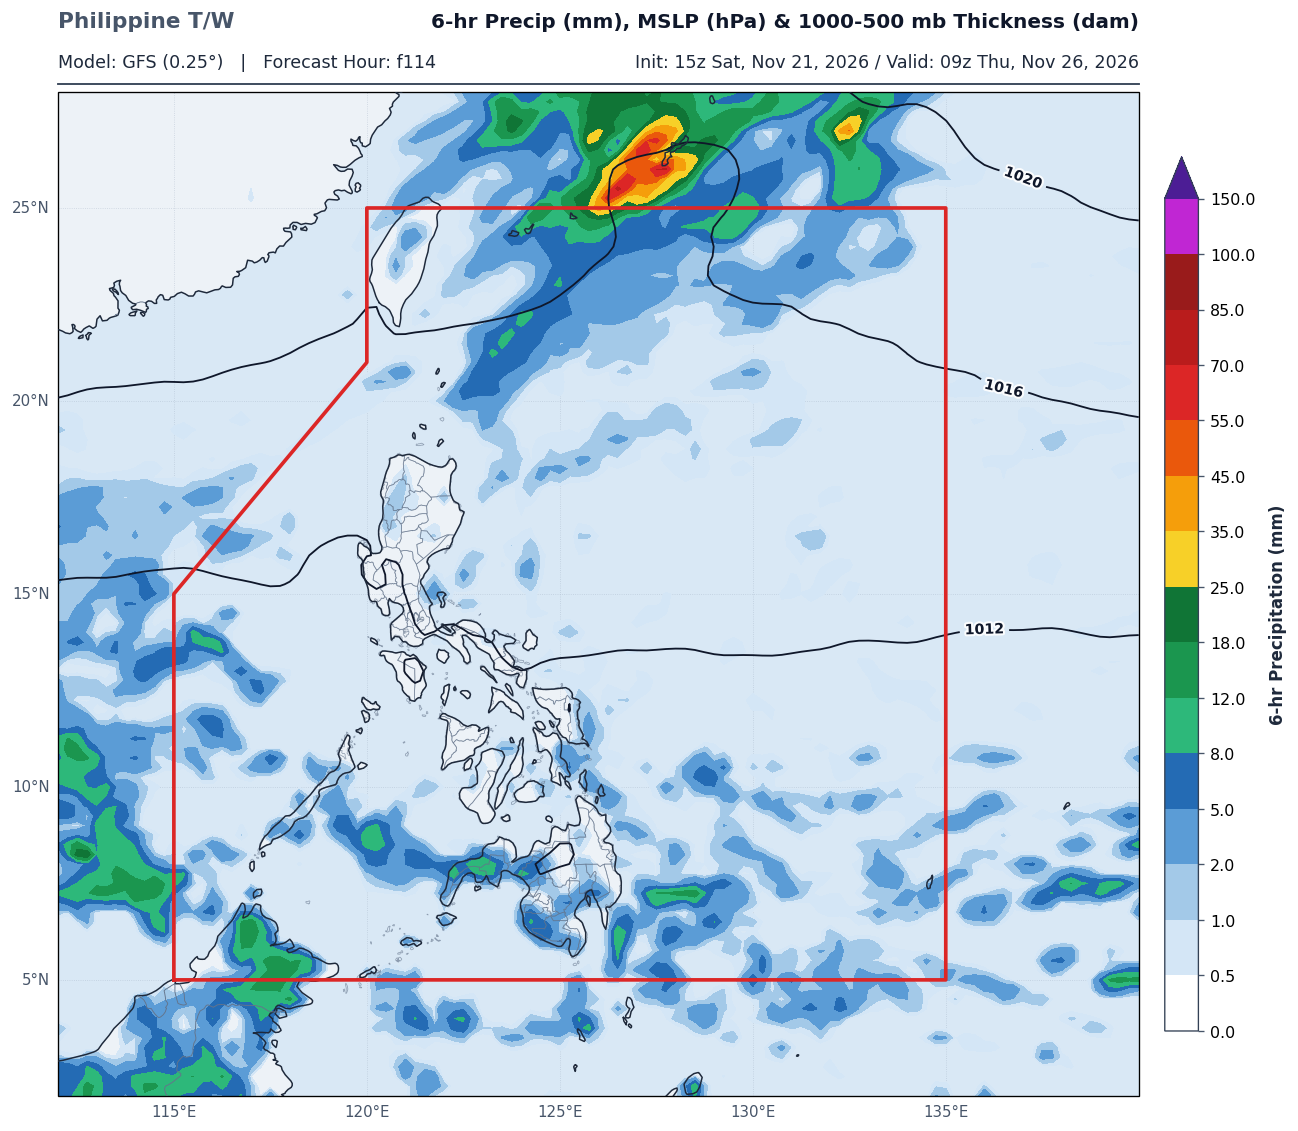 Philippine T/W
6-hr Precip (mm), MSLP (hPa) & 1000-500 mb Thickness (dam)
Model: GFS (0.25°) | Forecast Hour: f114
Init: 15z Sat, Nov 21, 2026 / Valid: 09z Thu, Nov 26, 2026
1020
1016
1012
25°N
20°N
15°N
10°N
5°N
115°E
120°E
125°E
130°E
135°E
150.0
100.0
85.0
70.0
55.0
45.0
35.0
25.0
18.0
12.0
8.0
5.0
2.0
1.0
0.5
0.0
6-hr Precipitation (mm)